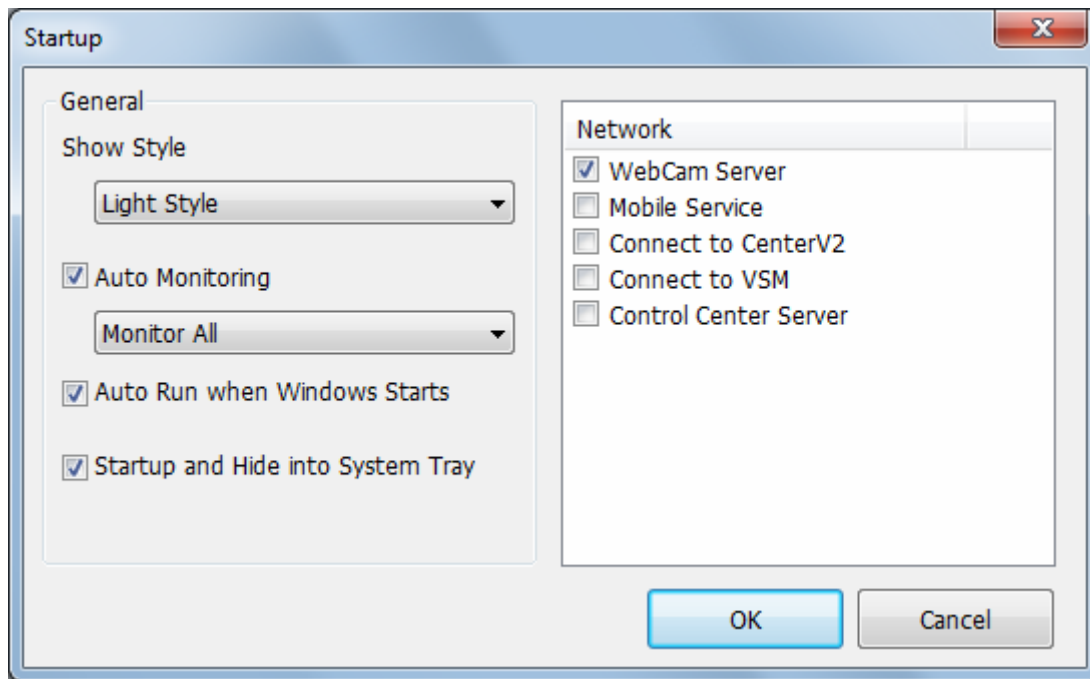 Startup
General
Show Style
Light Style
Auto Monitoring
Monitor All
Auto Run when Windows Starts
Startup and Hide into System Tray
Network
WebCam Server
Mobile Service
Connect to CenterV2
Connect to VSM
Control Center Server
OK
Cancel